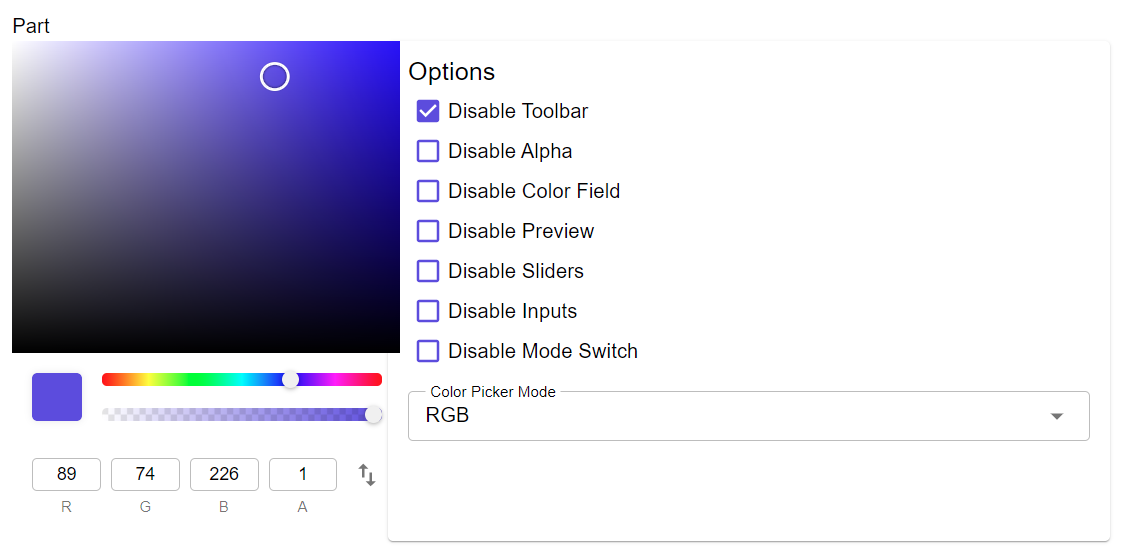 Part
Options
Disable Toolbar
Disable Alpha
Disable Color Field
Disable Preview
Disable Sliders
Disable Inputs
Disable Mode Switch
Color Picker Mode
RGB
89 74 226 1
R G B A